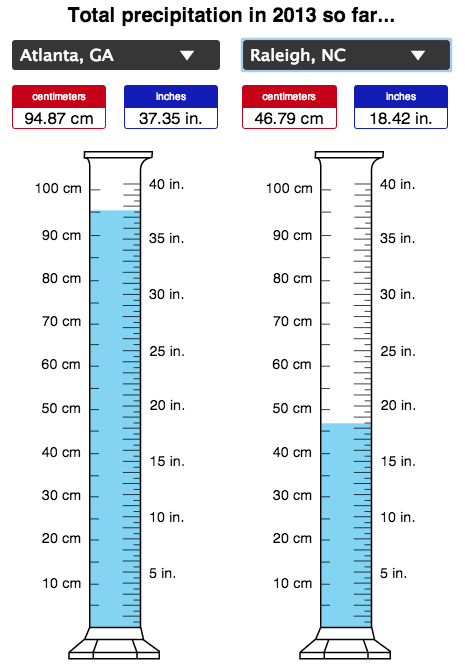 Total precipitation in 2013 so far...
Atlanta, GA
Raleigh, NC
centimeters
inches
centimeters
inches
94.87 cm
37.35 in.
46.79 cm
18.42 in.
100 cm
40 in.
90 cm
35 in.
80 cm
30 in.
70 cm
25 in.
60 cm
20 in.
50 cm
15 in.
40 cm
10 in.
30 cm
5 in.
20 cm
10 cm
100 cm
40 in.
90 cm
35 in.
80 cm
30 in.
70 cm
25 in.
60 cm
20 in.
50 cm
15 in.
40 cm
10 in.
30 cm
5 in.
20 cm
10 cm